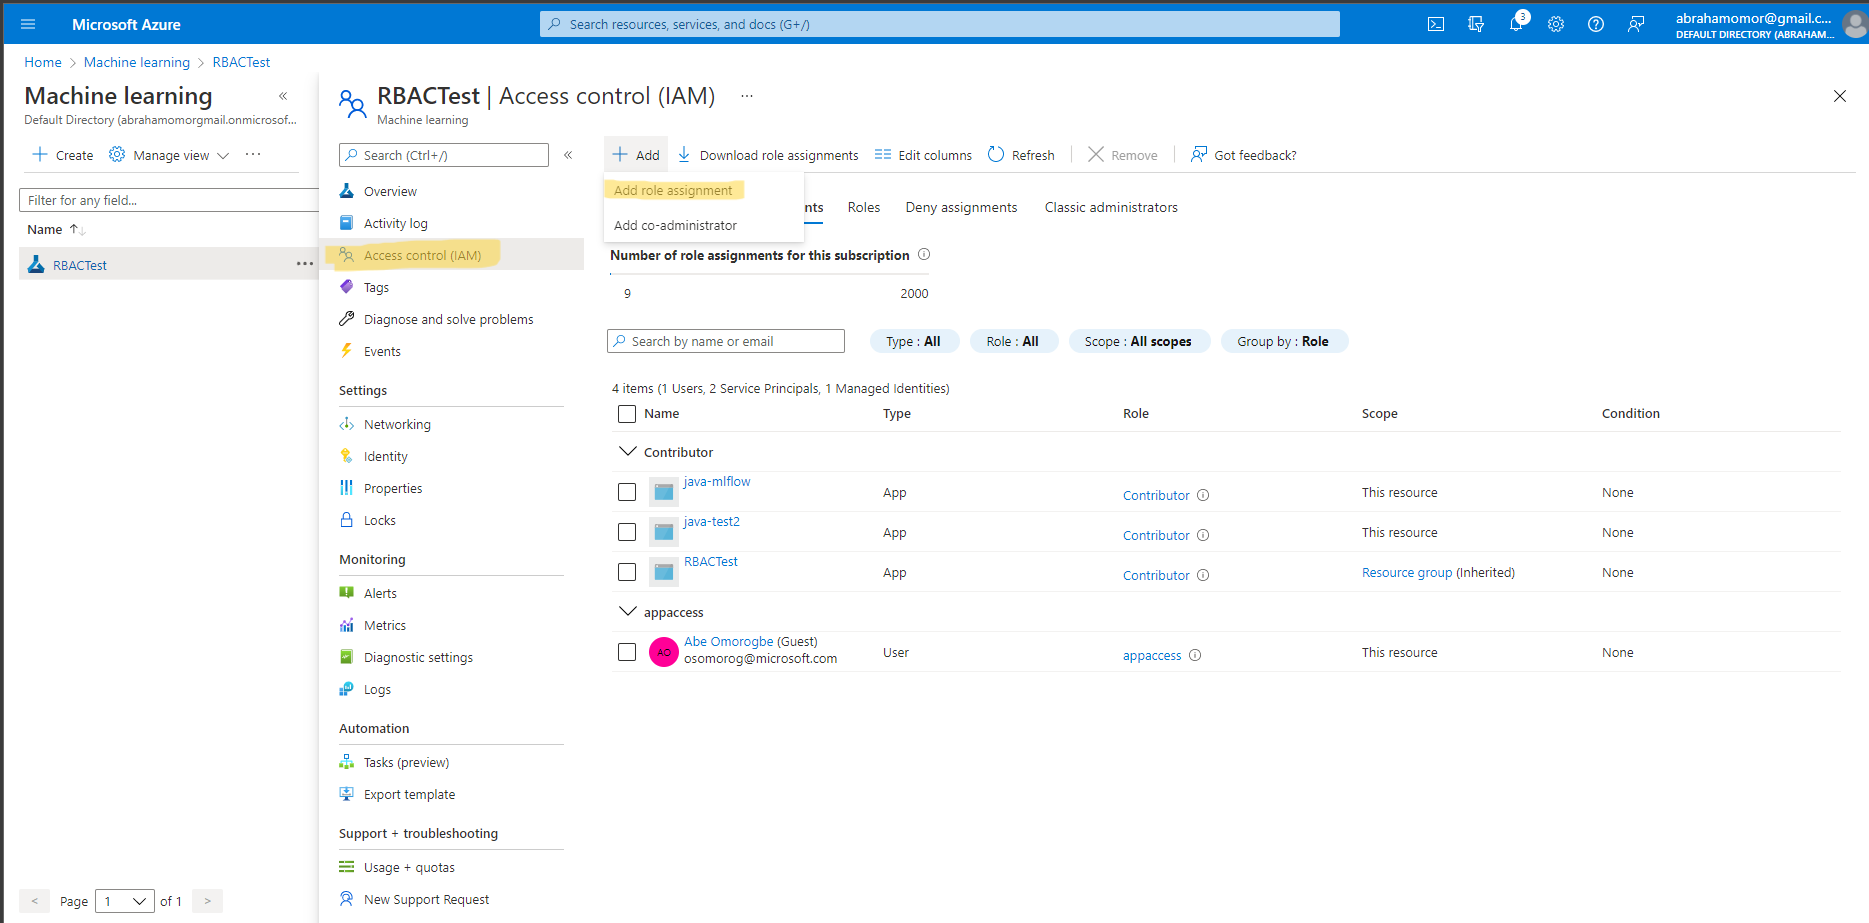 Microsoft Azure
Search resources, services, and docs (G+/)
3
abrahamomor@gmail.c...
DEFAULT DIRECTORY (ABRAHAM...
Home > Machine learning > RBACTest
Machine learning «
Default Directory (abrahamomorgmail.onmicrosof...
+ Create Manage view ...
Filter for any field...
Name ↑↓
RBACTest ...
< Page 1 of 1 >
RBACTest | Access control (IAM) ...
Machine learning
Search (Ctrl+/) «
Overview
Activity log
Access control (IAM)
Tags
Diagnose and solve problems
Events
Settings
Networking
Identity
Properties
Locks
Monitoring
Alerts
Metrics
Diagnostic settings
Logs
Automation
Tasks (preview)
Export template
Support + troubleshooting
Usage + quotas
New Support Request
+ Add Download role assignments Edit columns Refresh Remove Got feedback?
Add role assignment
Add co-administrator
nts Roles Deny assignments Classic administrators
Number of role assignments for this subscription
9 2000
Search by name or email Type : All Role : All Scope : All scopes Group by : Role
4 items (1 Users, 2 Service Principals, 1 Managed Identities)
Name Type Role Scope Condition
Contributor
java-mlflow App Contributor This resource None
java-test2 App Contributor This resource None
RBACTest App Contributor Resource group (Inherited) None
appaccess
AO Abe Omorogbe (Guest) User appaccess This resource None
osomorog@microsoft.com